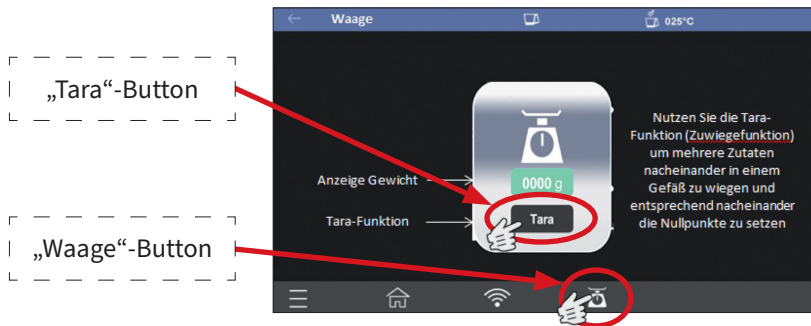 Waage
025°C
„Tara“-Button
Nutzen Sie die Tara-
Funktion (Zuwiegefunktion)
um mehrere Zutaten
nacheinander in einem
Gefäß zu wiegen und
entsprechend nacheinander
die Nullpunkte zu setzen
Anzeige Gewicht
0000 g
Tara-Funktion
Tara
„Waage“-Button